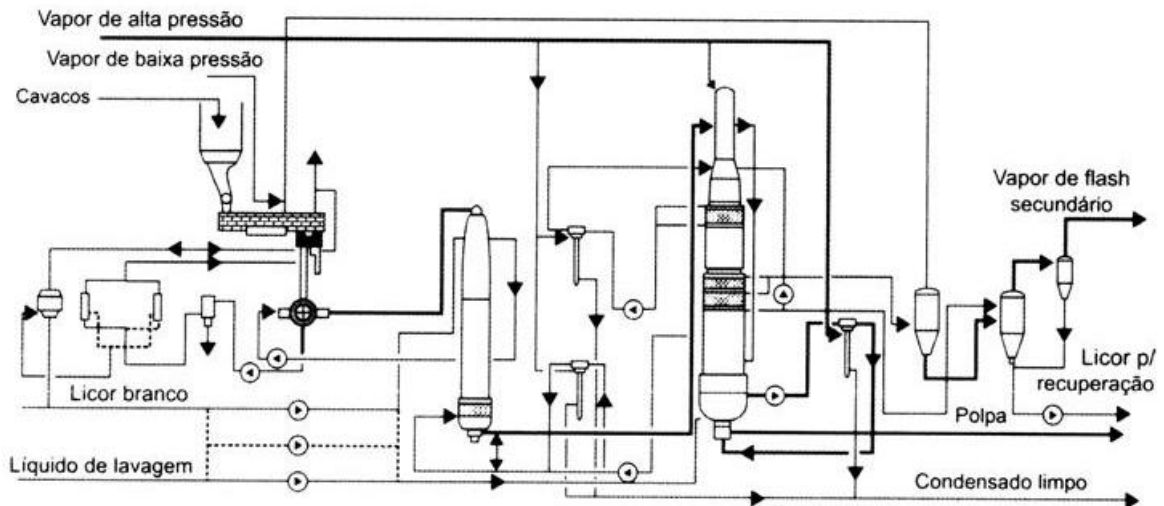 Vapor de alta pressão
Vapor de baixa pressão
Cavacos
Vapor de flash
secundário
Licor branco
Licor p/
recuperação
Polpa
Líquido de lavagem
Condensado limpo